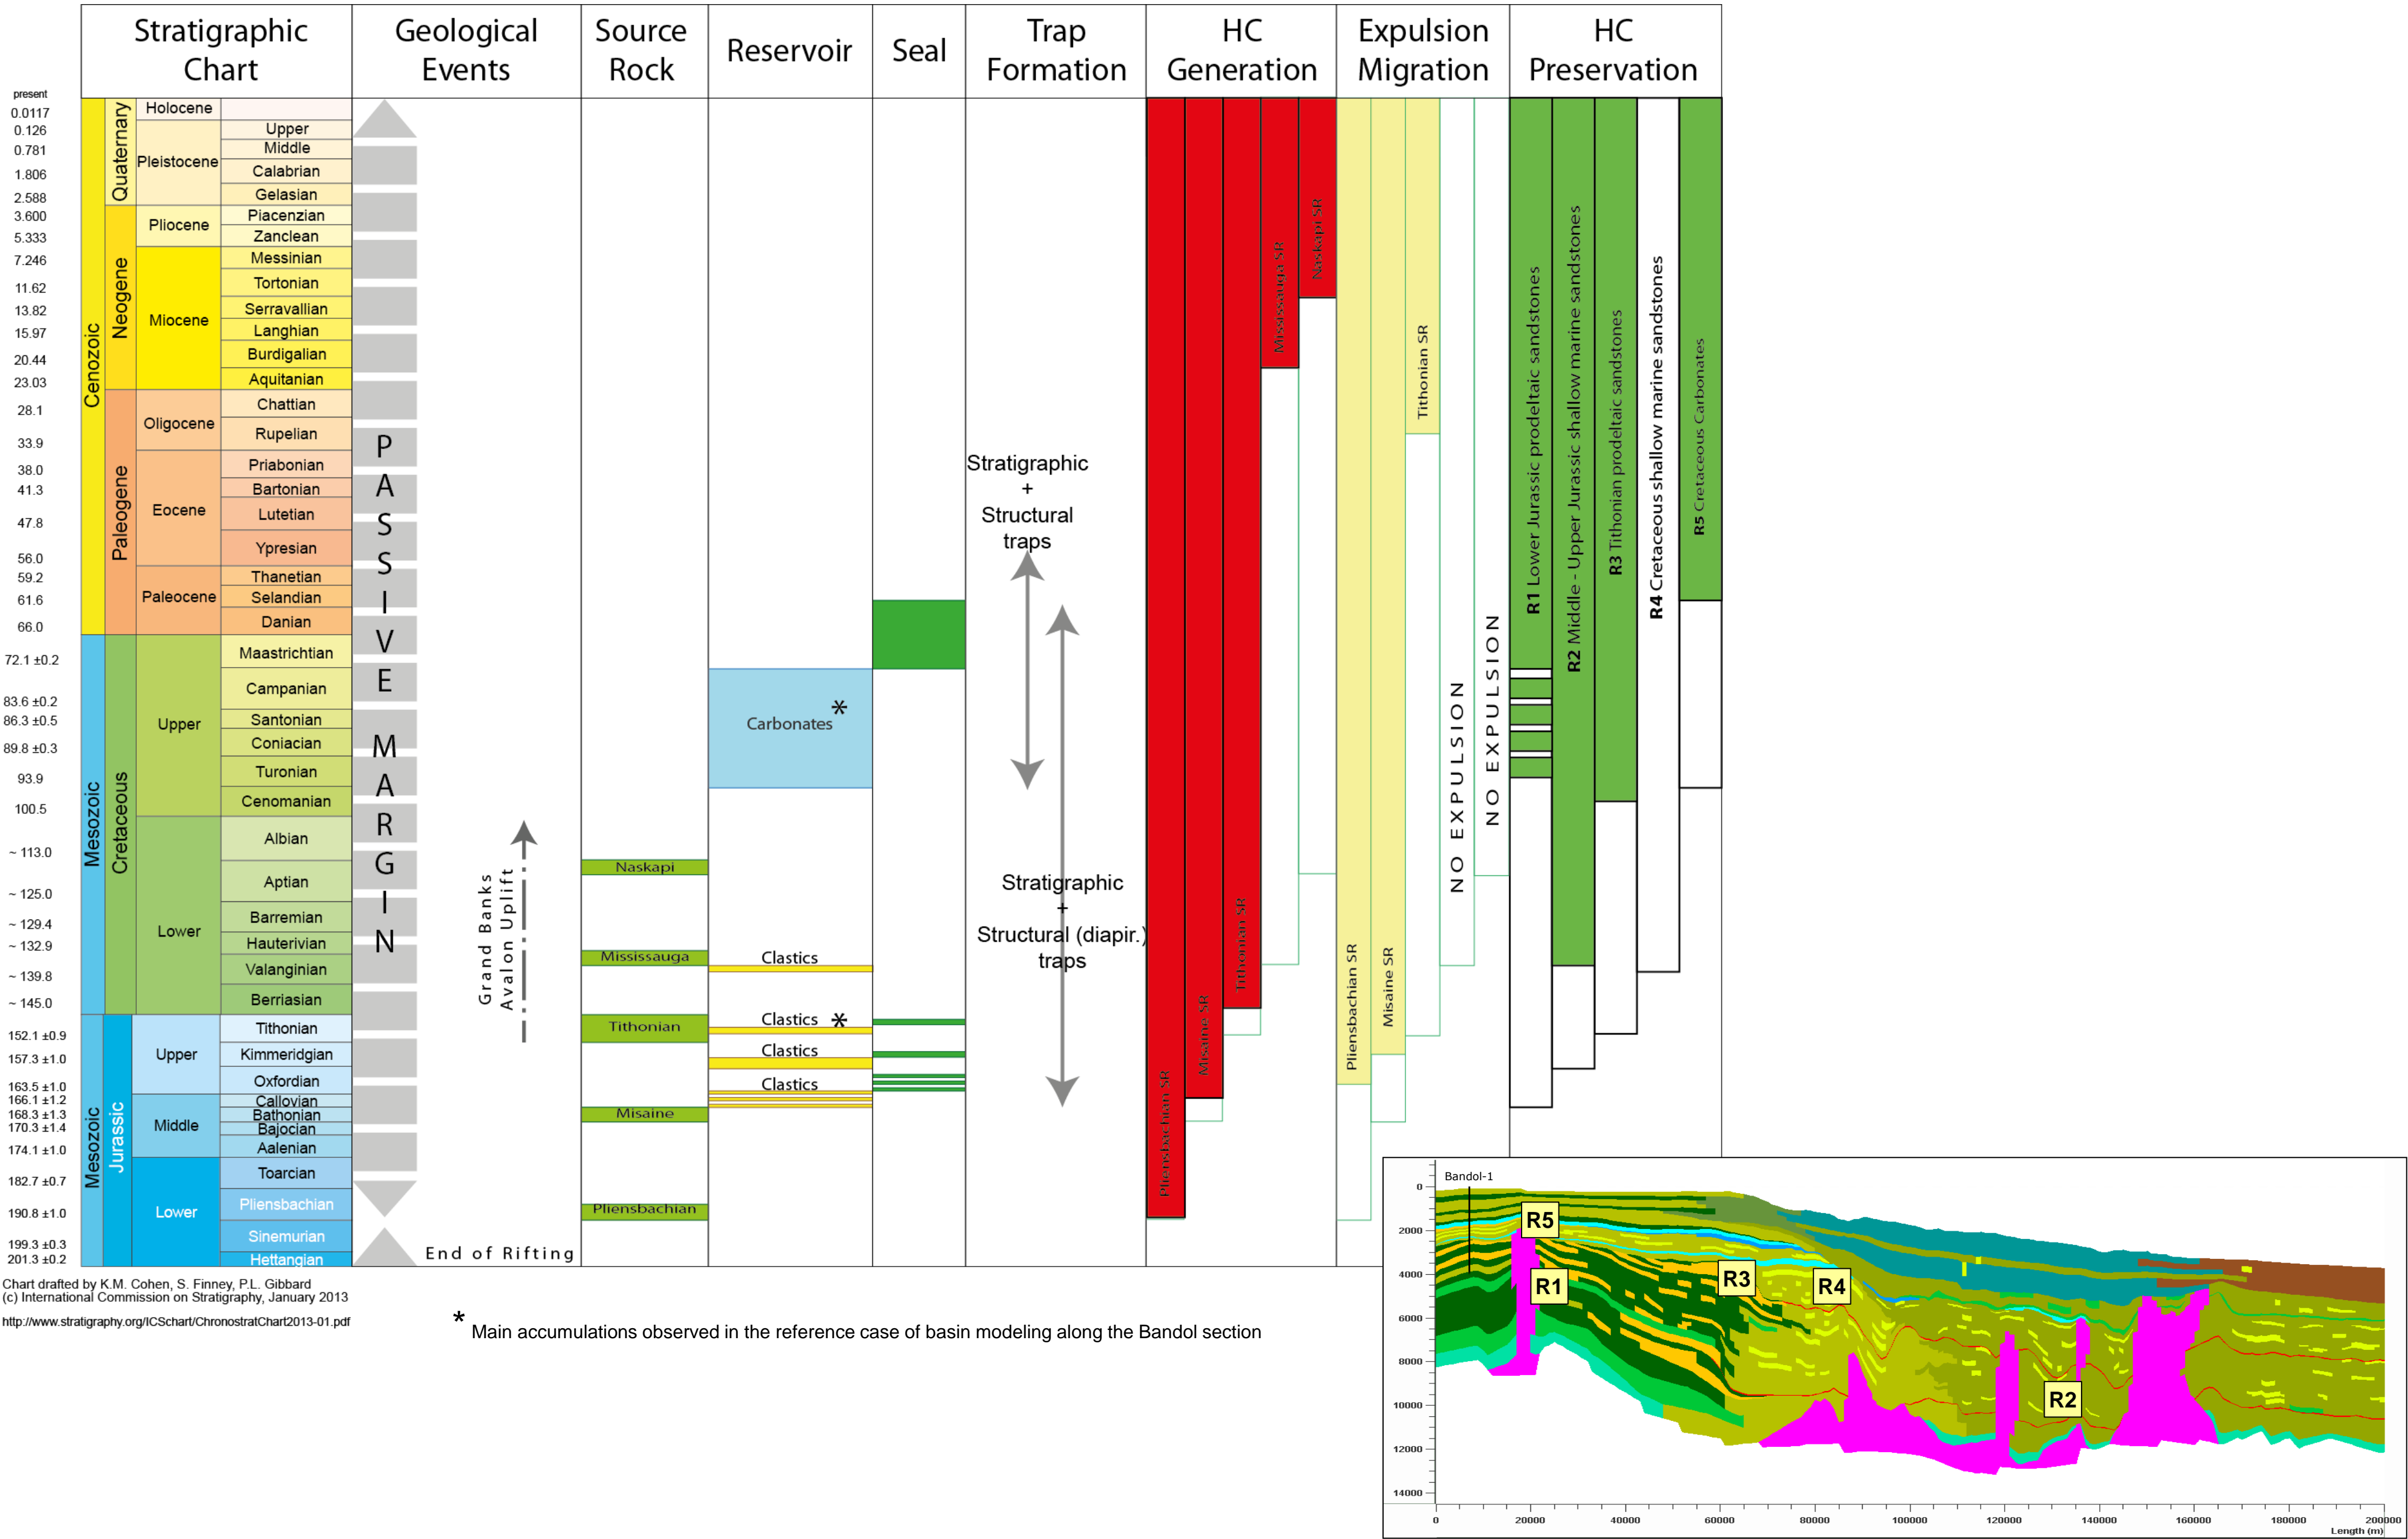 Stratigraphic
Chart
Geological
Events
Source
Rock
Reservoir
Seal
Trap
Formation
HC
Generation
Expulsion
Migration
HC
Preservation
present
0.0117
0.126
0.781
1.806
2.588
3.600
5.333
7.246
11.62
13.82
15.97
20.44
23.03
28.1
33.9
38.0
41.3
47.8
56.0
59.2
61.6
66.0
72.1 ±0.2
83.6 ±0.2
86.3 ±0.5
89.8 ±0.3
93.9
100.5
~ 113.0
~ 125.0
~ 129.4
~ 132.9
~ 139.8
~ 145.0
152.1 ±0.9
157.3 ±1.0
163.5 ±1.0
166.1 ±1.2
168.3 ±1.3
170.3 ±1.4
174.1 ±1.0
182.7 ±0.7
190.8 ±1.0
199.3 ±0.3
201.3 ±0.2
Cenozoic
Mesozoic
Mesozoic
Quaternary
Neogene
Paleogene
Cretaceous
Jurassic
Holocene
Pleistocene
Pliocene
Miocene
Oligocene
Eocene
Paleocene
Upper
Lower
Upper
Middle
Lower
Upper
Middle
Calabrian
Gelasian
Piacenzian
Zanclean
Messinian
Tortonian
Serravallian
Langhian
Burdigalian
Aquitanian
Chattian
Rupelian
Priabonian
Bartonian
Lutetian
Ypresian
Thanetian
Selandian
Danian
Maastrichtian
Campanian
Santonian
Coniacian
Turonian
Cenomanian
Albian
Aptian
Barremian
Hauterivian
Valanginian
Berriasian
Tithonian
Kimmeridgian
Oxfordian
Callovian
Bathonian
Bajocian
Aalenian
Toarcian
Pliensbachian
Sinemurian
Hettangian
PASSIVE MARGIN
Grand Banks
Avalon Uplift
End of Rifting
Naskapi
Mississauga
Tithonian
Misaine
Pliensbachian
Carbonates *
Clastics
Clastics *
Clastics
Clastics
Stratigraphic
+
Structural
traps
Stratigraphic
+
Structural (diapir.)
traps
Pliensbachian SR
Misaine SR
Tithonian SR
Mississauga SR
Naskapi SR
Pliensbachian SR
Misaine SR
Tithonian SR
NO EXPULSION
NO EXPULSION
R1 Lower Jurassic prodeltaic sandstones
R2 Middle - Upper Jurassic shallow marine sandstones
R3 Tithonian prodeltaic sandstones
R4 Cretaceous shallow marine sandstones
R5 Cretaceous Carbonates
Chart drafted by K.M. Cohen, S. Finney, P.L. Gibbard
(c) International Commission on Stratigraphy, January 2013
http://www.stratigraphy.org/ICSchart/ChronostratChart2013-01.pdf
* Main accumulations observed in the reference case of basin modeling along the Bandol section
Bandol-1
R5
R1
R3
R4
R2
0
2000
4000
6000
8000
10000
12000
14000
0 20000 40000 60000 80000 100000 120000 140000 160000 180000 200000
Length (m)